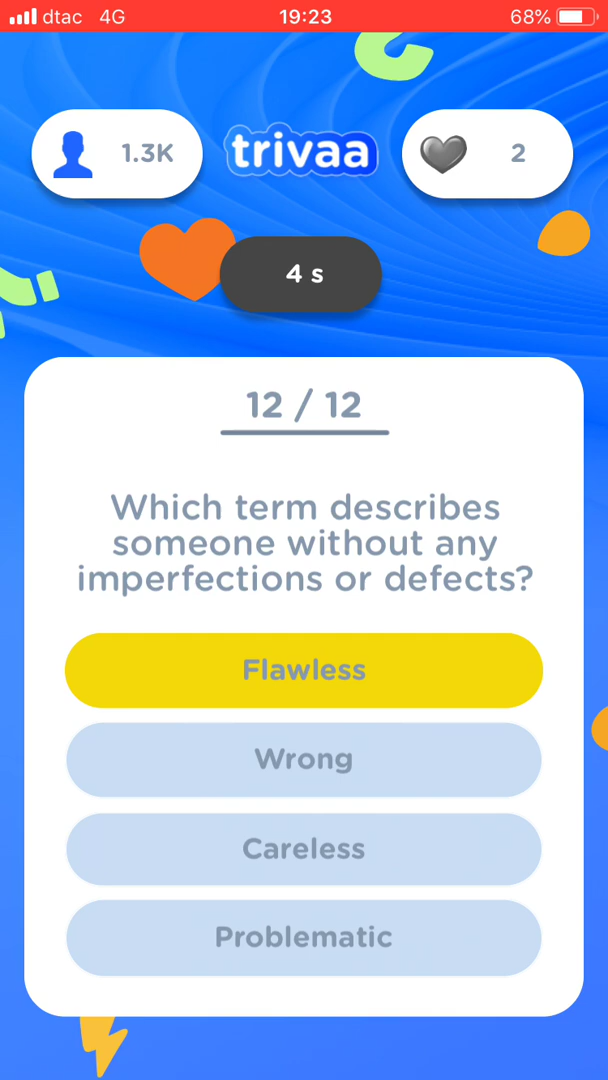 dtac 4G 19:23 68%
1.3K trivaa 2
4 s
12 / 12
Which term describes
someone without any
imperfections or defects?
Flawless
Wrong
Careless
Problematic